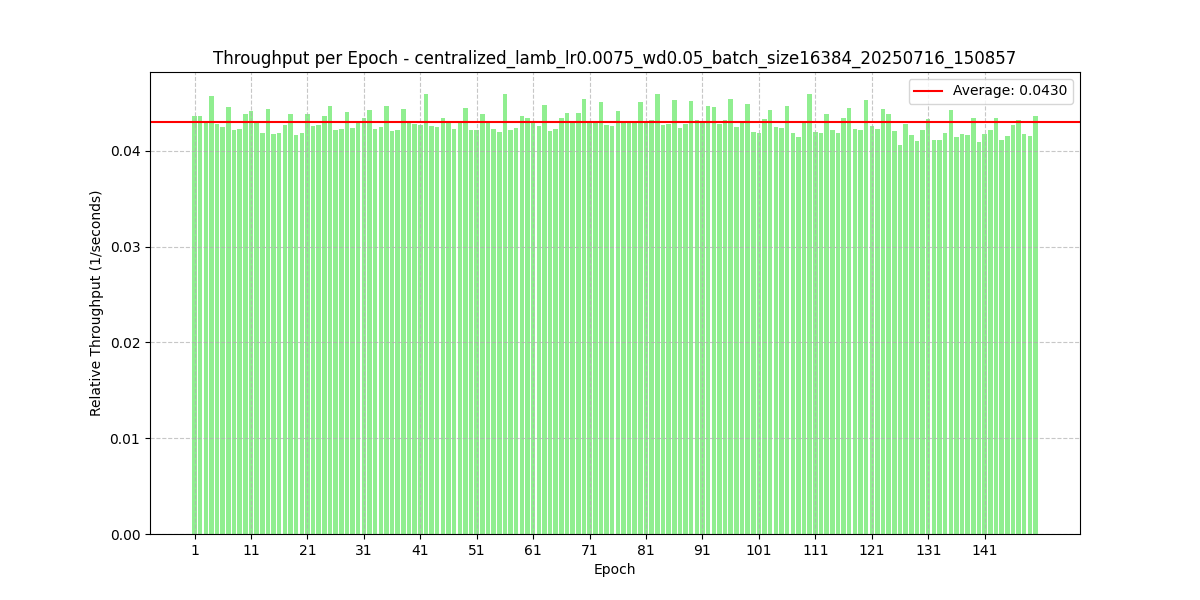 Throughput per Epoch - centralized_lamb_lr0.0075_wd0.05_batch_size16384_20250716_150857
Average: 0.0430
Relative Throughput (1/seconds)
0.04
0.03
0.02
0.01
0.00
1 11 21 31 41 51 61 71 81 91 101 111 121 131 141
Epoch